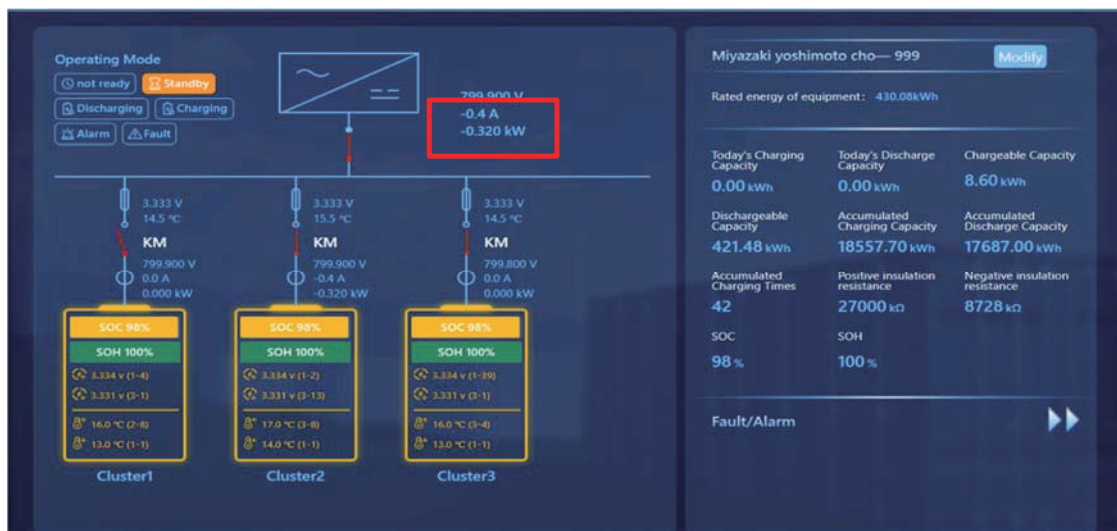 Operating Mode
not ready
Standby
Discharging
Charging
Alarm
Fault
799.900 V
-0.4 A
-0.320 kW
3.333 V
14.5 ℃
KM
799.900 V
0.0 A
0.000 kW
3.333 V
15.5 ℃
KM
799.900 V
-0.4 A
-0.320 kW
3.333 V
14.5 ℃
KM
799.800 V
0.0 A
0.000 kW
SOC 98%
SOH 100%
3.334 v (1-4)
3.331 v (3-1)
16.0 ℃ (2-8)
13.0 ℃ (1-1)
Cluster1
SOC 98%
SOH 100%
3.334 v (1-2)
3.331 v (3-13)
17.0 ℃ (3-8)
14.0 ℃ (1-1)
Cluster2
SOC 98%
SOH 100%
3.334 v (1-39)
3.331 v (3-1)
16.0 ℃ (3-4)
13.0 ℃ (1-1)
Cluster3
Miyazaki yoshimoto cho— 999
Modify
Rated energy of equipment: 430.08kWh
Today's Charging
Capacity
0.00 kWh
Today's Discharge
Capacity
0.00 kWh
Chargeable Capacity
8.60 kWh
Dischargeable
Capacity
421.48 kWh
Accumulated
Charging Capacity
18557.70 kWh
Accumulated
Discharge Capacity
17687.00 kWh
Accumulated
Charging Times
42
Positive insulation
resistance
27000 kΩ
Negative insulation
resistance
8728 kΩ
SOC
98 %
SOH
100 %
Fault/Alarm